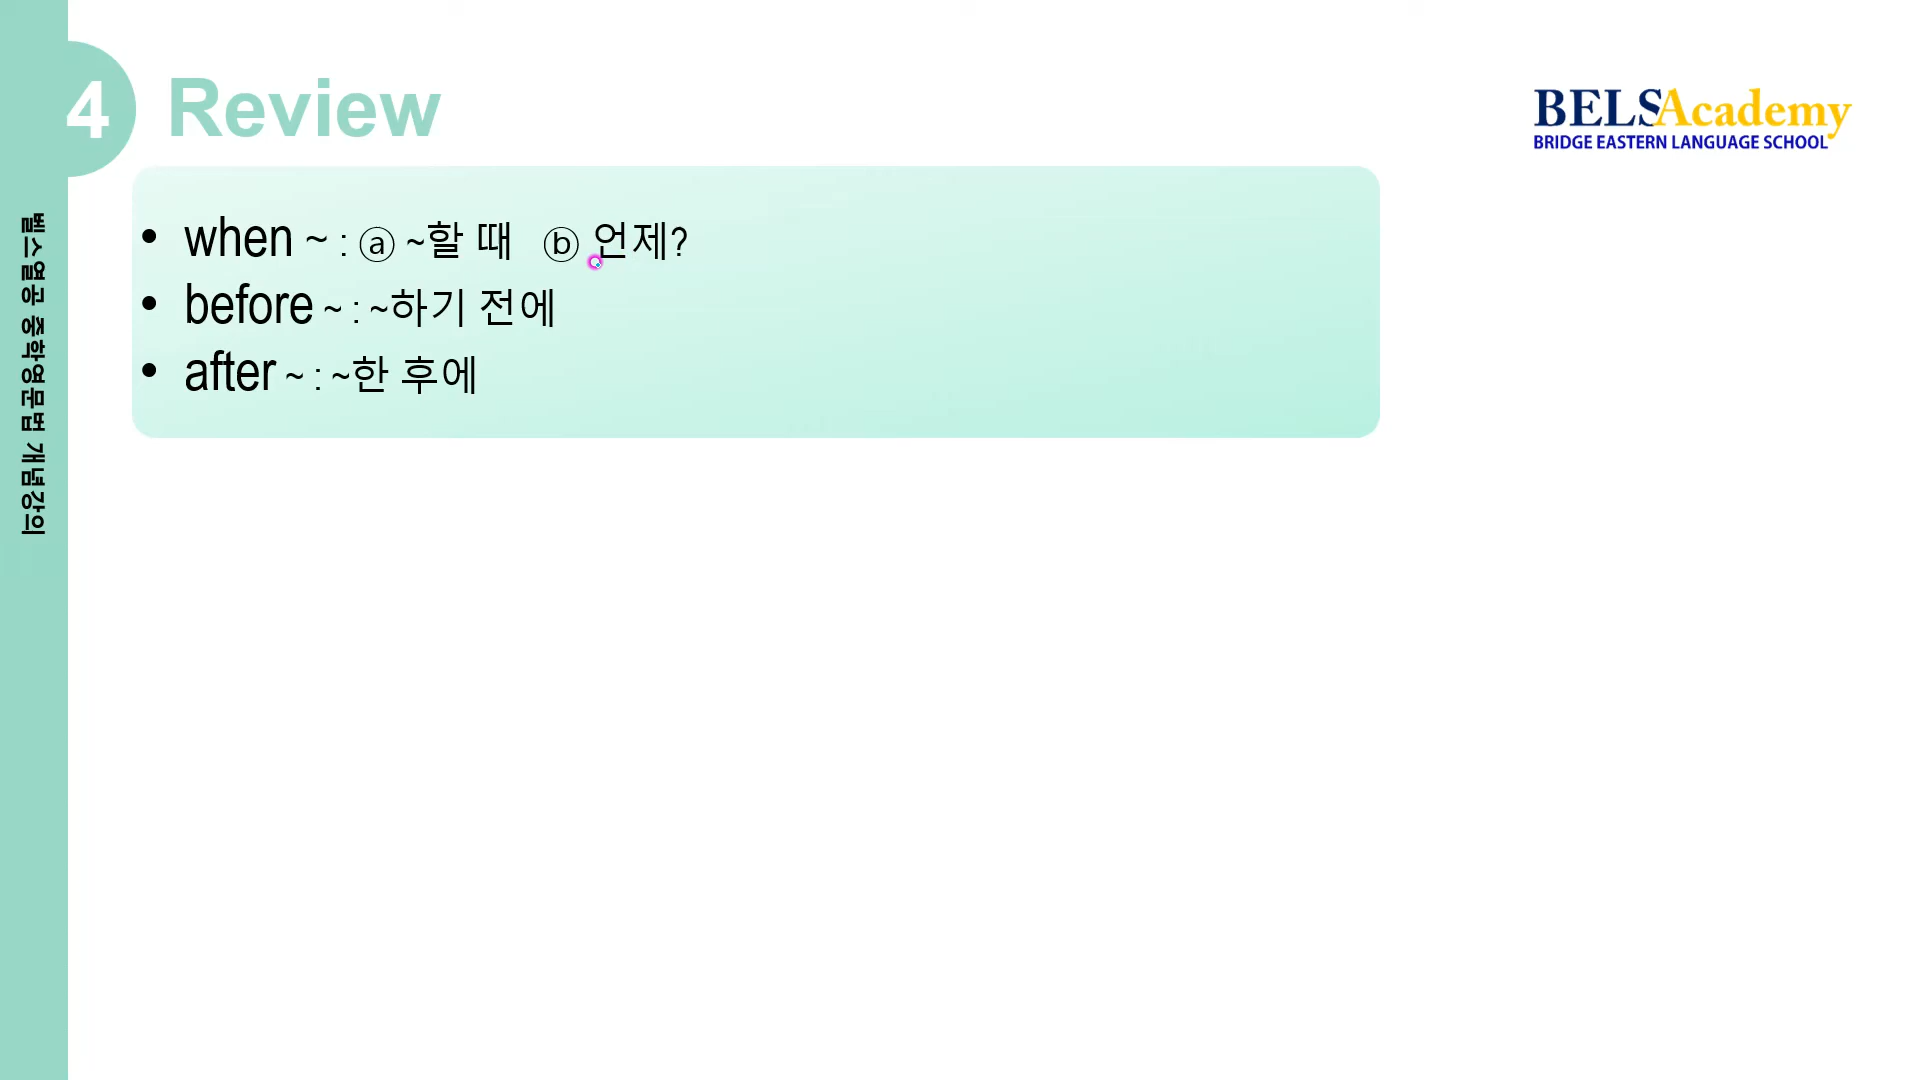 4 Review
BELSAcademy
BRIDGE EASTERN LANGUAGE SCHOOL
• when ~ : ⓐ ~할 때 ⓑ 언제?
• before ~ : ~하기 전에
• after ~ : ~한 후에
벨스열공 중학영문법 개념강의